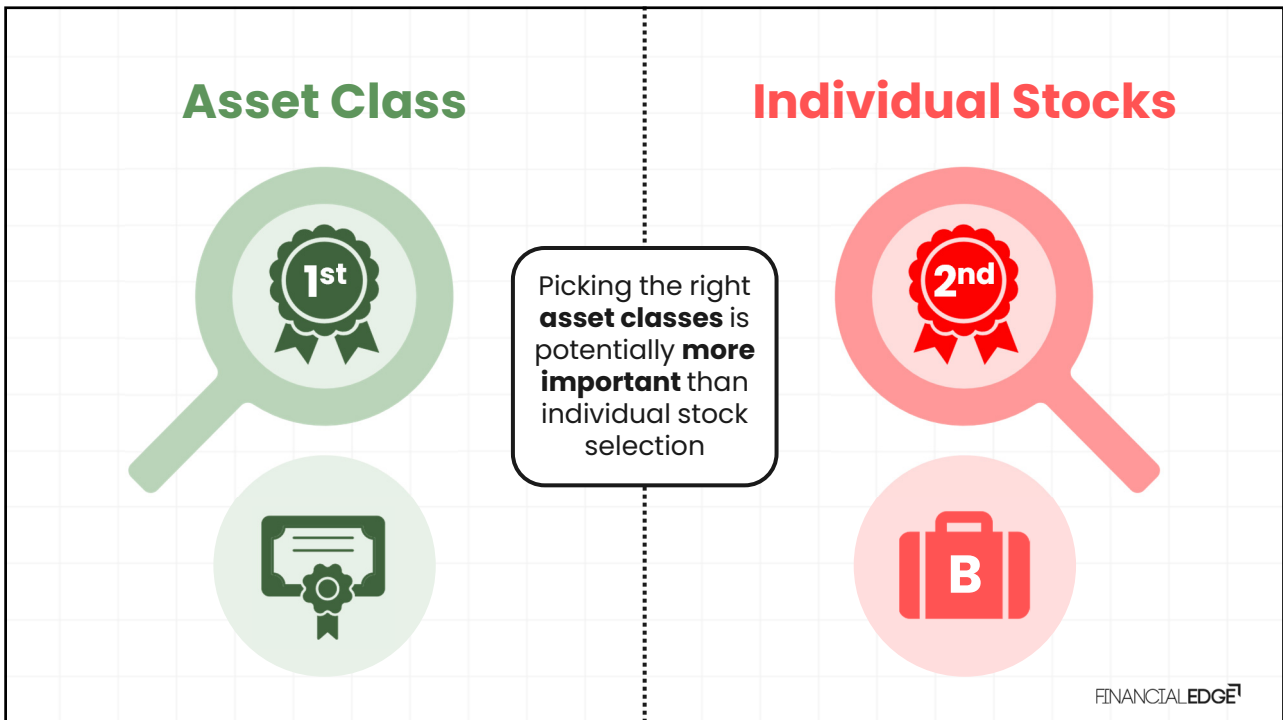 Asset Class
Individual Stocks
1st
2nd
Picking the right
asset classes is
potentially more
important than
individual stock
selection
B
FINANCIALEDGE